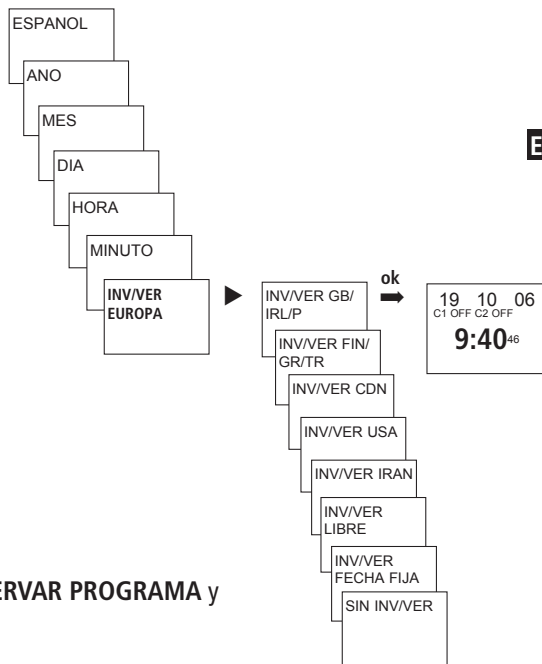 ESPANOL
ANO
MES
DIA
HORA
MINUTO
INV/VER
EUROPA
INV/VER GB/
IRL/P
INV/VER FIN/
GR/TR
INV/VER CDN
INV/VER USA
INV/VER IRAN
INV/VER
LIBRE
INV/VER
FECHA FIJA
SIN INV/VER
ok
19 10 06
C1 OFF C2 OFF
9:40 46
E
ERVAR PROGRAMA y